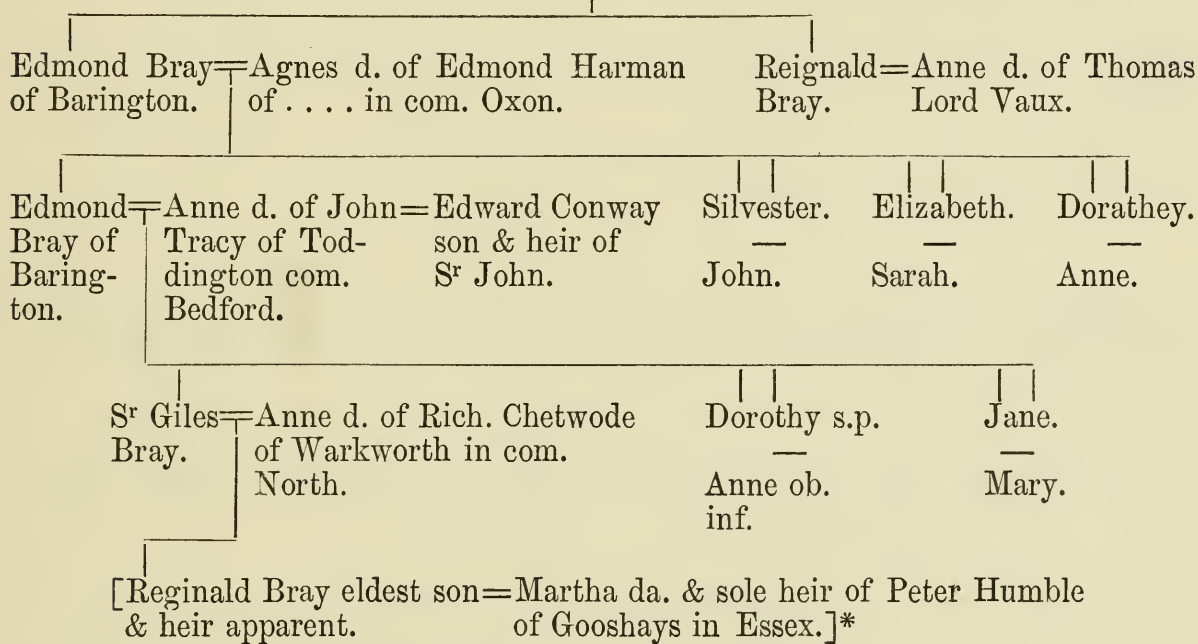 Edmond Bray=Agnes d. of Edmond Harman
of Barington. of . . . . in com. Oxon.
Reignald=Anne d. of Thomas
Bray. Lord Vaux.
Edmond=Anne d. of John=Edward Conway
Bray of Tracy of Tod- son & heir of
Baring- dington com. Sr John.
ton. Bedford.
Silvester.
—
John.
Elizabeth.
—
Sarah.
Dorathey.
—
Anne.
Sr Giles=Anne d. of Rich. Chetwode
Bray. of Warkworth in com.
North.
Dorothy s.p.
—
Anne ob.
inf.
Jane.
—
Mary.
[Reginald Bray eldest son=Martha da. & sole heir of Peter Humble
& heir apparent. of Gooshays in Essex.]*